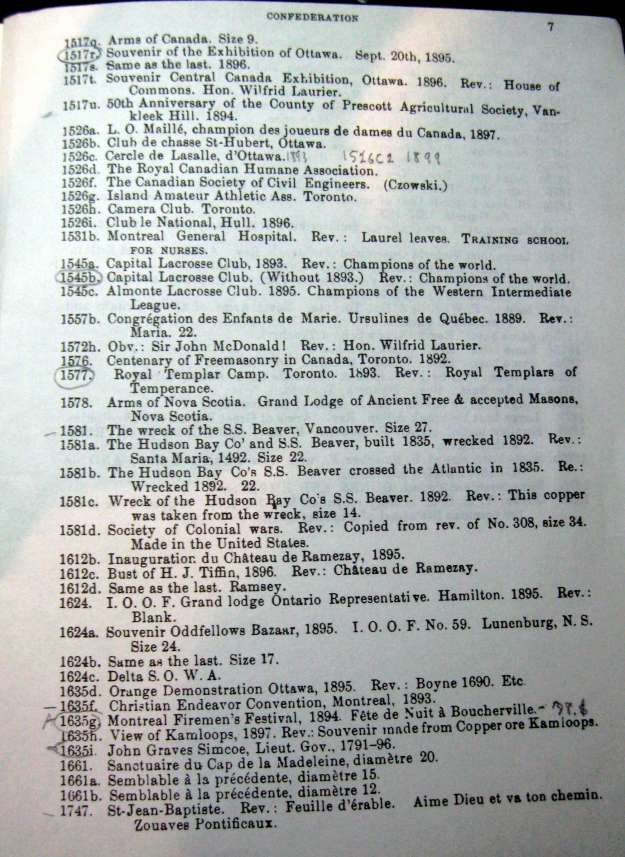 CONFEDERATION
7
1517q. Arms of Canada. Size 9.
1517r. Souvenir of the Exhibition of Ottawa. Sept. 20th, 1895.
1517s. Same as the last. 1896.
1517t. Souvenir Central Canada Exhibition, Ottawa. 1896. Rev.: House of
Commons. Hon. Wilfrid Laurier.
1517u. 50th Anniversary of the County of Prescott Agricultural Society, Van-
kleek Hill. 1894.
1526a. L. O. Maillé, champion des joueurs de dames du Canada, 1897.
1526b. Club de chasse St-Hubert, Ottawa.
1526c. Cercle de Lasalle, d'Ottawa. 1893 1526C2 1899
1526d. The Royal Canadian Humane Association.
1526f. The Canadian Society of Civil Engineers. (Czowski.)
1526g. Island Amateur Athletic Ass. Toronto.
1526h. Camera Club. Toronto.
1526i. Club le National, Hull. 1896.
1531b. Montreal General Hospital. Rev.: Laurel leaves. TRAINING SCHOOL
FOR NURSES.
1545a. Capital Lacrosse Club, 1893. Rev.: Champions of the world.
1545b. Capital Lacrosse Club. (Without 1893.) Rev.: Champions of the world.
1545c. Almonte Lacrosse Club. 1895. Champions of the Western Intermediate
League.
1557b. Congrégation des Enfants de Marie. Ursulines de Québec. 1889. Rev.:
Maria. 22.
1572h. Obv.: Sir John McDonald! Rev.: Hon. Wilfrid Laurier.
1576. Centenary of Freemasonry in Canada, Toronto. 1892.
1577. Royal Templar Camp. Toronto. 1893. Rev.: Royal Templars of
Temperance.
1578. Arms of Nova Scotia. Grand Lodge of Ancient Free & accepted Masons,
Nova Scotia.
1581. The wreck of the S.S. Beaver, Vancouver. Size 27.
1581a. The Hudson Bay Co' and S.S. Beaver, built 1835, wrecked 1892. Rev.:
Santa Maria, 1492. Size 22.
1581b. The Hudson Bay Co's S.S. Beaver crossed the Atlantic in 1835. Re.:
Wrecked 1892. 22.
1581c. Wreck of the Hudson Bay Co's S.S. Beaver. 1892. Rev.: This copper
was taken from the wreck, size 14.
1581d. Society of Colonial wars. Rev.: Copied from rev. of No. 308, size 34.
Made in the United States.
1612b. Inauguration du Château de Ramezay, 1895.
1612c. Bust of H. J. Tiffin, 1896. Rev.: Château de Ramezay.
1612d. Same as the last. Ramsey.
1624. I. O. O. F. Grand lodge Ontario Representative. Hamilton. 1895. Rev.:
Blank.
1624a. Souvenir Oddfellows Bazaar, 1895. I. O. O. F. No. 59. Lunenburg, N. S.
Size 24.
1624b. Same as the last. Size 17.
1624c. Delta S. O. W. A.
1635d. Orange Demonstration Ottawa, 1895. Rev.: Boyne 1690. Etc
1635f. Christian Endeavor Convention, Montreal, 1893.
1635g. Montreal Firemen's Festival, 1894. Fête de Nuit à Boucherville.
1635h. View of Kamloops, 1897. Rev.: Souvenir made from Copper ore Kamloops.
1635i. John Graves Simcoe, Lieut. Gov., 1791-96.
1661. Sanctuaire du Cap de la Madeleine, diamètre 20.
1661a. Semblable à la précédente, diamètre 15.
1661b. Semblable à la précédente, diamètre 12.
1747. St-Jean-Baptiste. Rev.: Feuille d'érable. Aime Dieu et va ton chemin.
Zouaves Pontificaux.